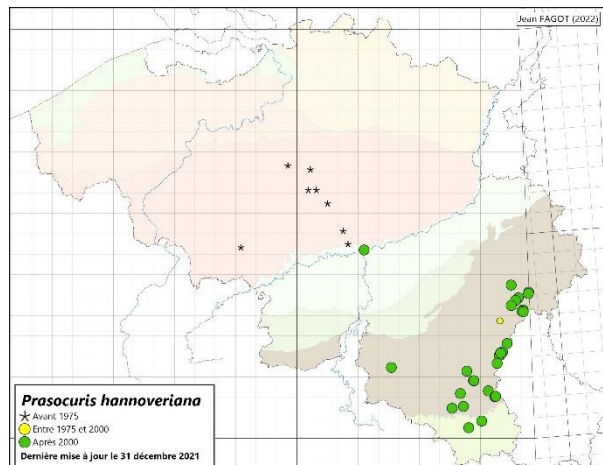 Jean FAGOT (2022)
Prasocuris hannoveriana
Avant 1975
Entre 1975 et 2000
Après 2000
Dernière mise à jour le 31 décembre 2021